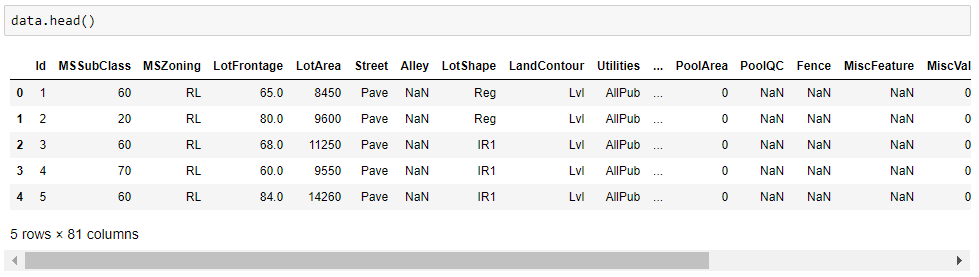 data.head()
Id MSSubClass MSZoning LotFrontage LotArea Street Alley LotShape LandContour Utilities ... PoolArea PoolQC Fence MiscFeature MiscVal
0 1 60 RL 65.0 8450 Pave NaN Reg Lvl AllPub ... 0 NaN NaN NaN 0
1 2 20 RL 80.0 9600 Pave NaN Reg Lvl AllPub ... 0 NaN NaN NaN 0
2 3 60 RL 68.0 11250 Pave NaN IR1 Lvl AllPub ... 0 NaN NaN NaN 0
3 4 70 RL 60.0 9550 Pave NaN IR1 Lvl AllPub ... 0 NaN NaN NaN 0
4 5 60 RL 84.0 14260 Pave NaN IR1 Lvl AllPub ... 0 NaN NaN NaN 0
5 rows × 81 columns